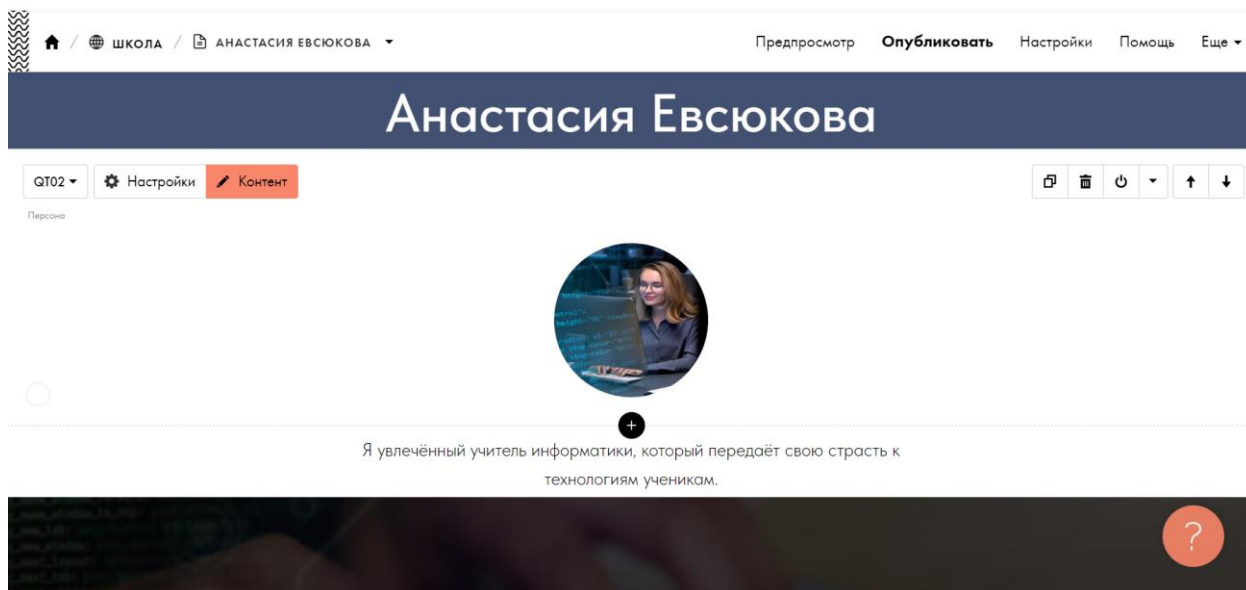 / ШКОЛА / АНАСТАСИЯ ЕВСЮКОВА
Предпросмотр Опубликовать Настройки Помощь Еще
Анастасия Евсюкова
QT02 Настройки Контент
Персона
Я увлечённый учитель информатики, который передаёт свою страсть к
технологиям ученикам.
?